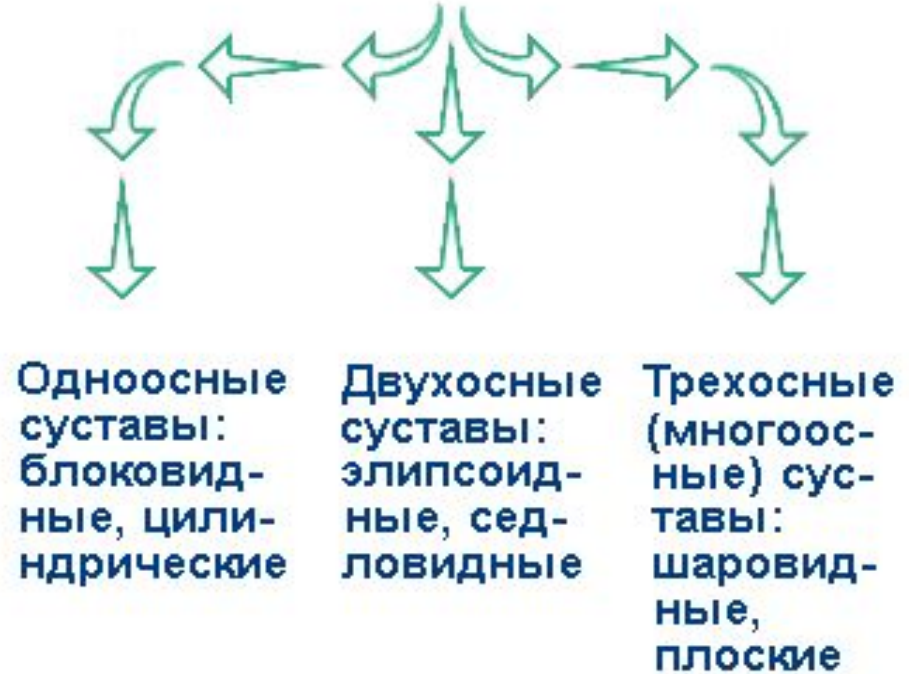 Одноосные
суставы:
блоковид-
ные, цили-
ндрические
Двухосные
суставы:
элипсоид-
ные, сед-
ловидные
Трехосные
(многоос-
ные) сус-
тавы:
шаровид-
ные,
плоские